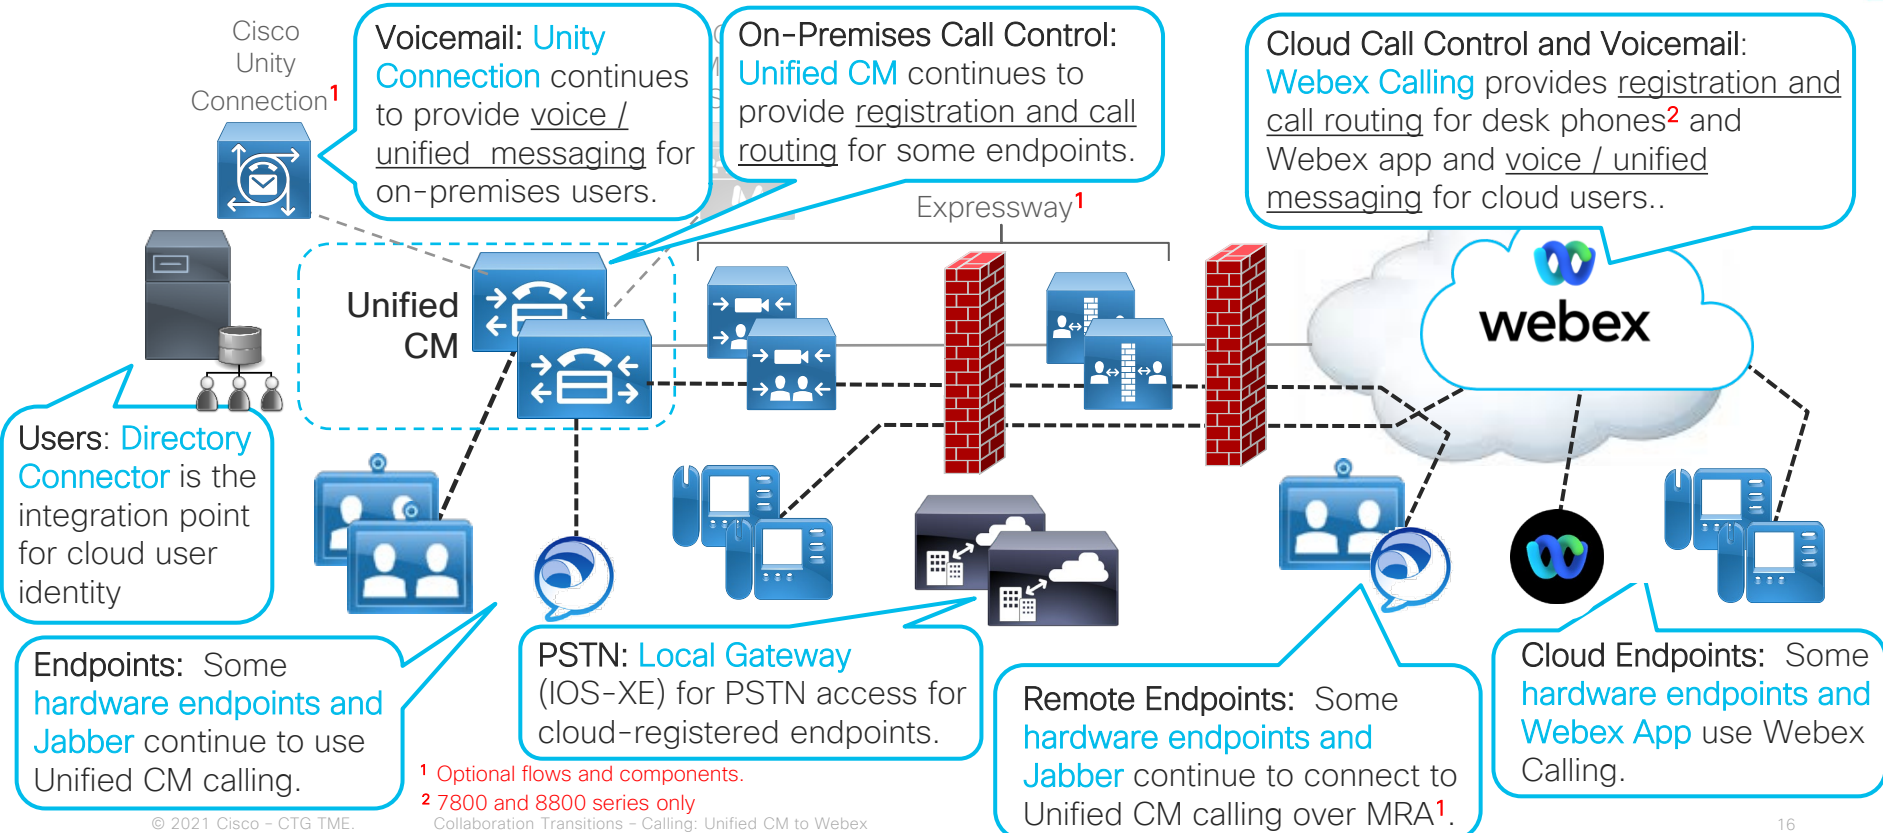 Cisco
Unity
Connection1
Voicemail: Unity
Connection continues
to provide voice /
unified messaging for
on-premises users.
On-Premises Call Control:
Unified CM continues to
provide registration and call
routing for some endpoints.
Cloud Call Control and Voicemail:
Webex Calling provides registration and
call routing for desk phones2 and
Webex app and voice / unified
messaging for cloud users..
Expressway1
Unified
CM
webex
Users: Directory
Connector is the
integration point
for cloud user
identity
Endpoints: Some
hardware endpoints and
Jabber continue to use
Unified CM calling.
PSTN: Local Gateway
(IOS-XE) for PSTN access for
cloud-registered endpoints.
Remote Endpoints: Some
hardware endpoints and
Jabber continue to connect to
Unified CM calling over MRA1.
Cloud Endpoints: Some
hardware endpoints and
Webex App use Webex
Calling.
1 Optional flows and components.
2 7800 and 8800 series only
© 2021 Cisco - CTG TME.
Collaboration Transitions - Calling: Unified CM to Webex
16